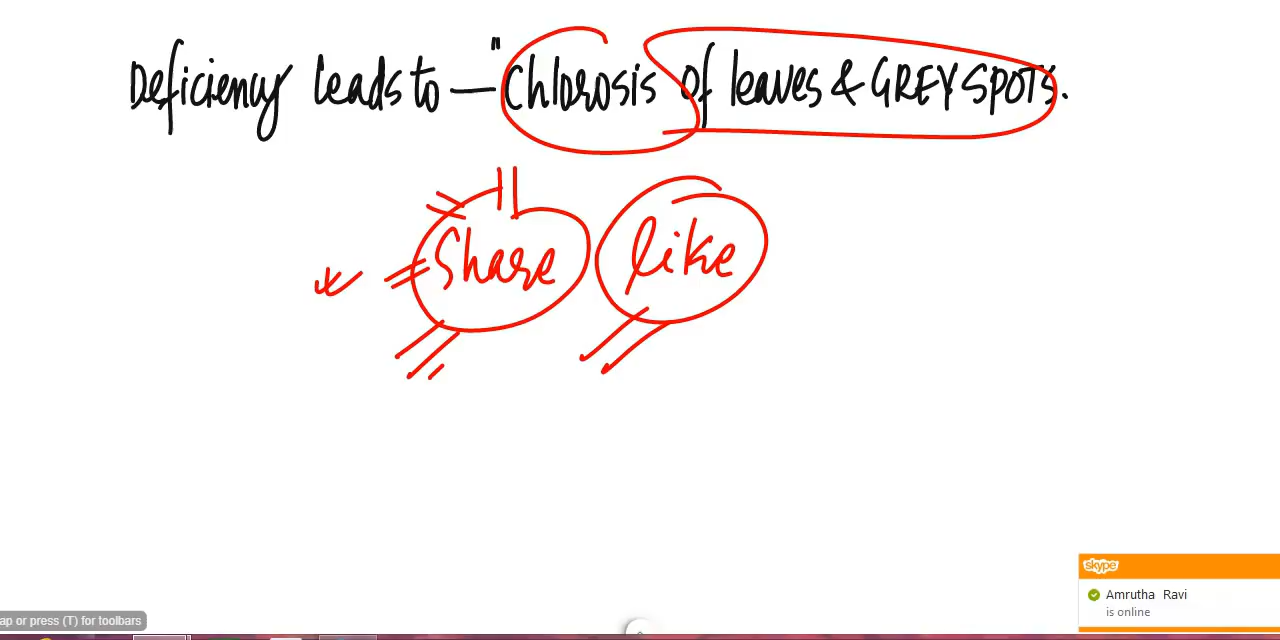 Deficiency leads to — "Chlorosis of leaves & GREY SPOTS.
Share like
skype
Amrutha Ravi
is online
ap or press (T) for toolbars